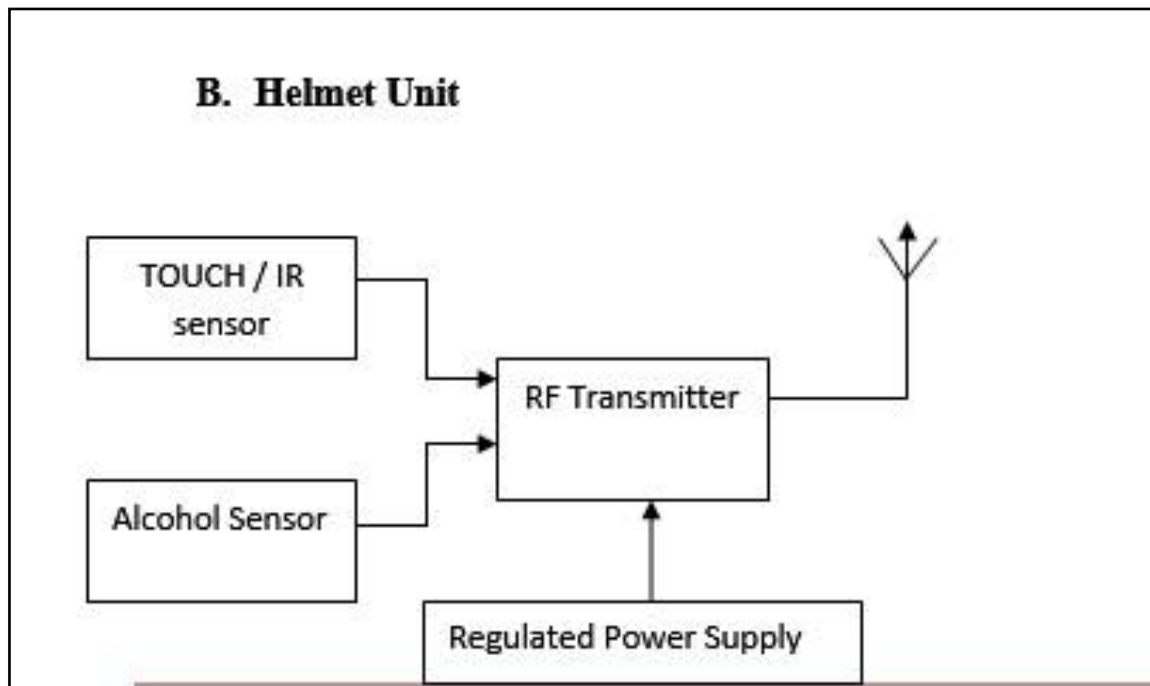 B. Helmet Unit
TOUCH / IR
sensor
RF Transmitter
Alcohol Sensor
Regulated Power Supply